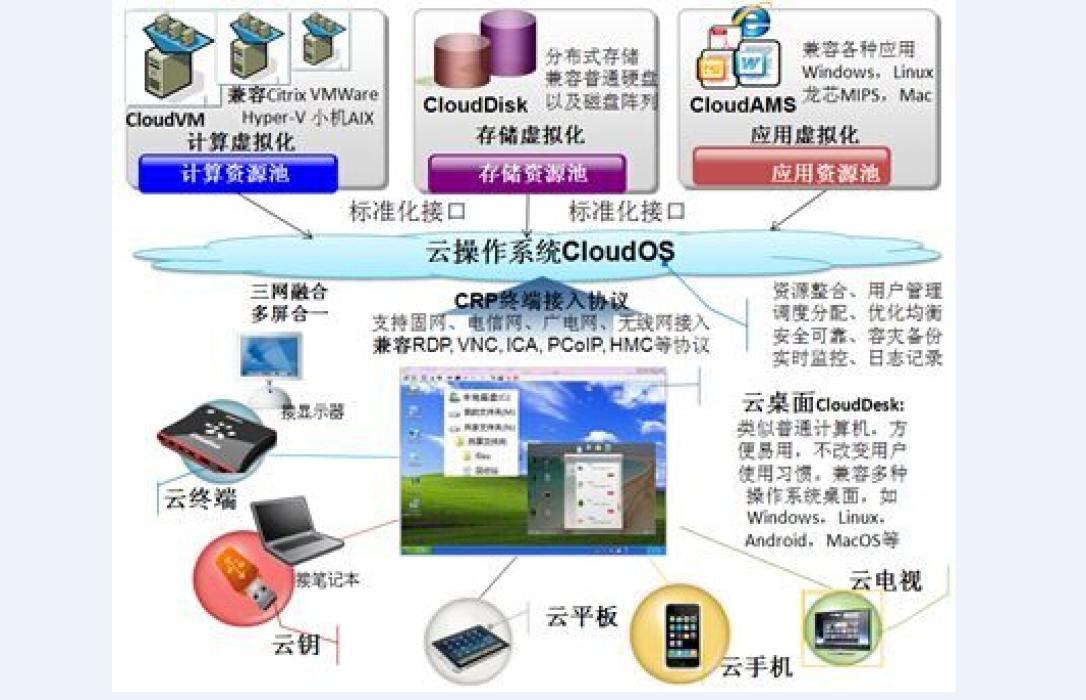 CloudVM
兼容Citrix VMWare
Hyper-V 小机AIX
计算虚拟化
计算资源池
CloudDisk
分布式存储
兼容普通硬盘
以及磁盘阵列
存储虚拟化
存储资源池
CloudAMS
兼容各种应用
Windows，Linux
龙芯MIPS，Mac
应用虚拟化
应用资源池
标准化接口
标准化接口
云操作系统CloudOS
三网融合
多屏合一
CRP终端接入协议
支持固网、电信网、广电网、无线网接入
兼容RDP, VNC, ICA, PCoIP, HMC等协议
资源整合、用户管理
调度分配、优化均衡
安全可靠、容灾备份
实时监控、日志记录
接显示器
云终端
云桌面CloudDesk:
类似普通计算机，方
便易用，不改变用户
使用习惯。兼容多种
操作系统桌面，如
Windows，Linux，
Android，MacOS等
接笔记本
云钥
云平板
云手机
云电视